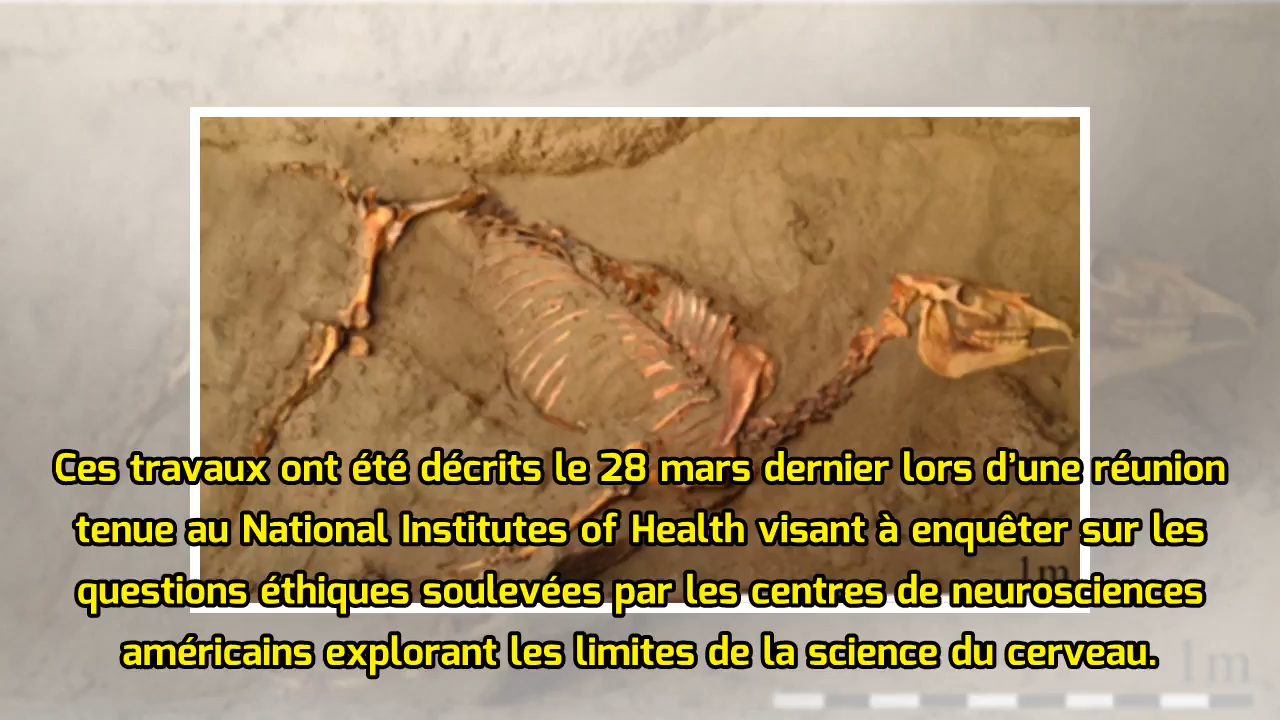 Ces travaux ont été décrits le 28 mars dernier lors d’une réunion
tenue au National Institutes of Health visant à enquêter sur les
questions éthiques soulevées par les centres de neurosciences
américains explorant les limites de la science du cerveau.
1m
1m